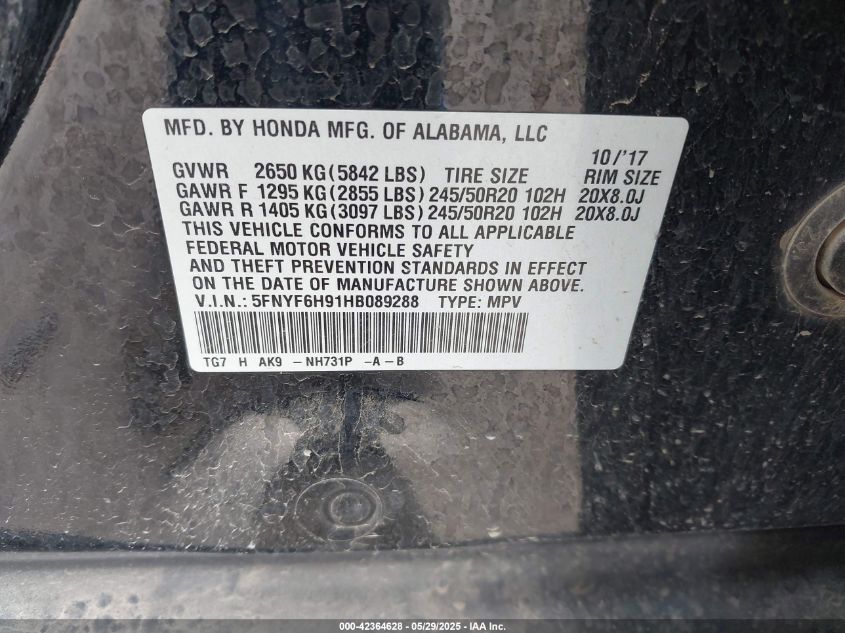 MFD. BY HONDA MFG. OF ALABAMA, LLC
10/'17
GVWR 2650 KG(5842 LBS) TIRE SIZE RIM SIZE
GAWR F 1295 KG(2855 LBS) 245/50R20 102H 20X8.0J
GAWR R 1405 KG(3097 LBS) 245/50R20 102H 20X8.0J
THIS VEHICLE CONFORMS TO ALL APPLICABLE
FEDERAL MOTOR VEHICLE SAFETY
AND THEFT PREVENTION STANDARDS IN EFFECT
ON THE DATE OF MANUFACTURE SHOWN ABOVE.
V.I.N.: 5FNYF6H91HB089288 TYPE: MPV
TG7 H AK9 -NH731P -A-B
000-42364628 - 05/29/2025 - IAA Inc.